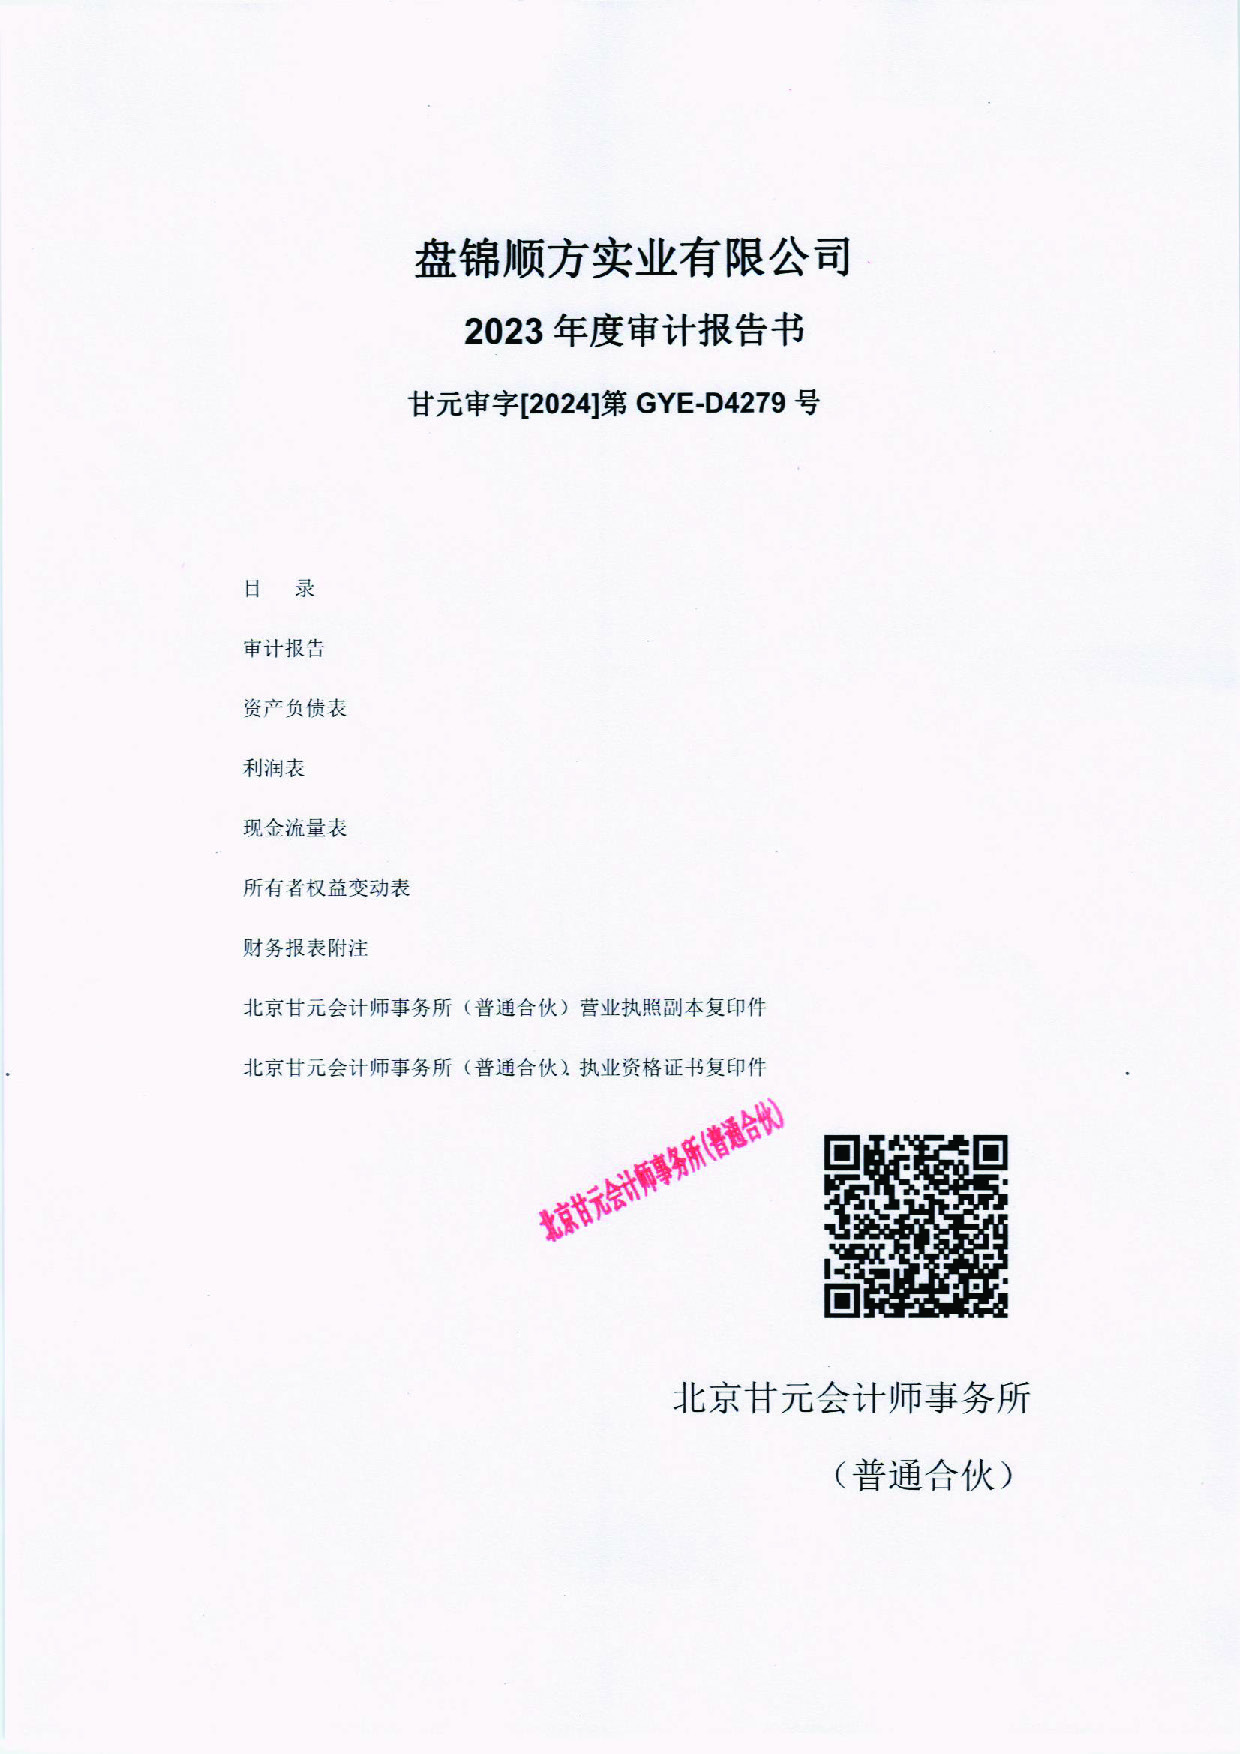 盘锦顺方实业有限公司
2023 年度审计报告书
甘元审字[2024]第 GYE-D4279 号
目 录
审计报告
资产负债表
利润表
现金流量表
所有者权益变动表
财务报表附注
北京甘元会计师事务所（普通合伙）营业执照副本复印件
北京甘元会计师事务所（普通合伙）执业资格证书复印件
北京甘元会计师事务所(普通合伙)
北京甘元会计师事务所
（普通合伙）